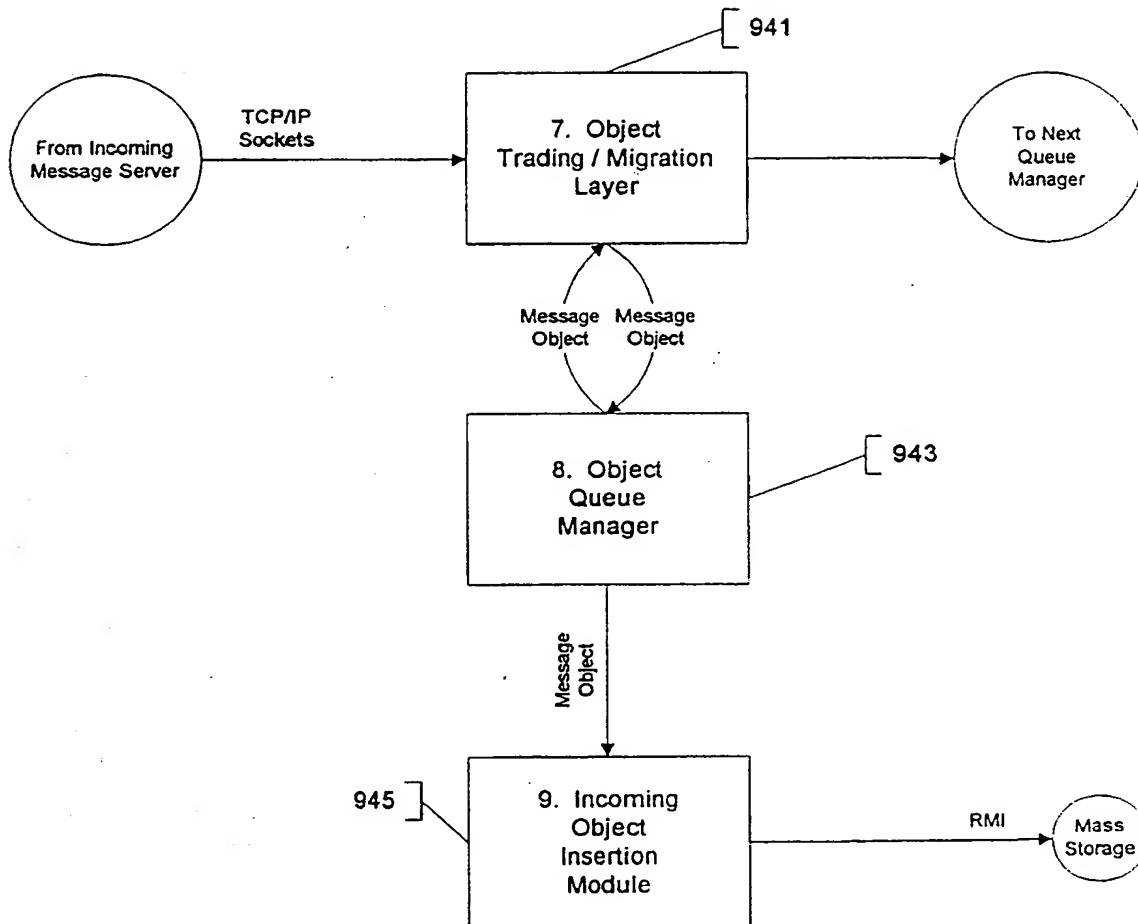 941
TCP/IP
Sockets
From Incoming
Message Server
7. Object
Trading / Migration
Layer
To Next
Queue
Manager
Message
Object
Message
Object
8. Object
Queue
Manager
943
Message
Object
945
9. Incoming
Object
Insertion
Module
RMI
Mass
Storage